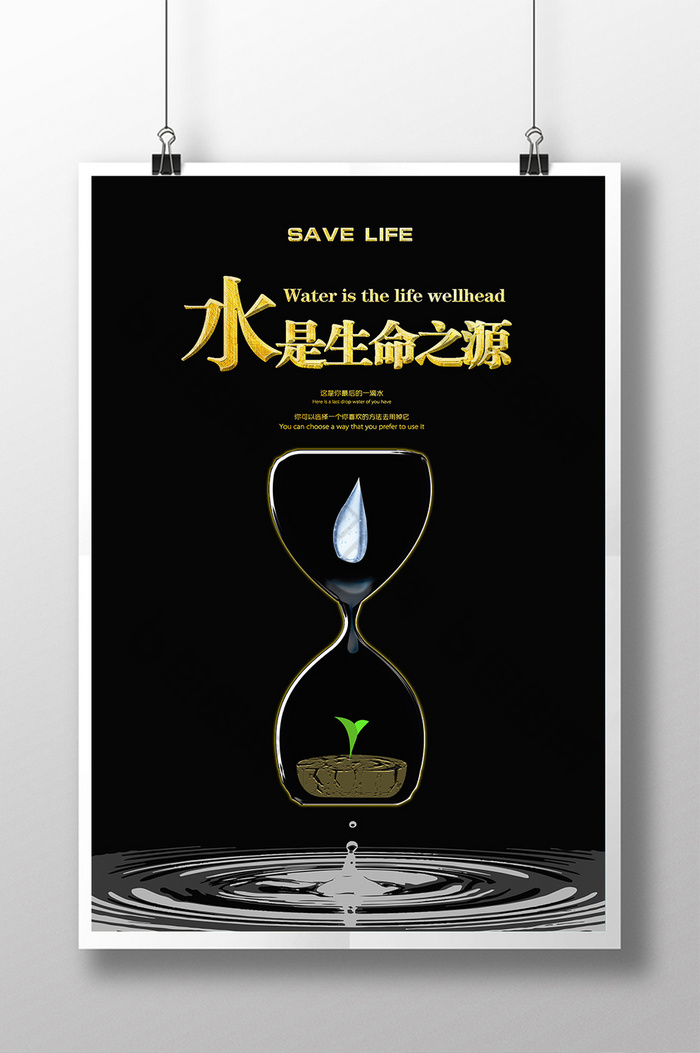 SAVE LIFE
Water is the life wellhead
水是生命之源
这是你最后的一滴水
Here is a last drop water of you have
你可以选择一个你喜欢的方法去用掉它
You can choose a way that you prefer to use it